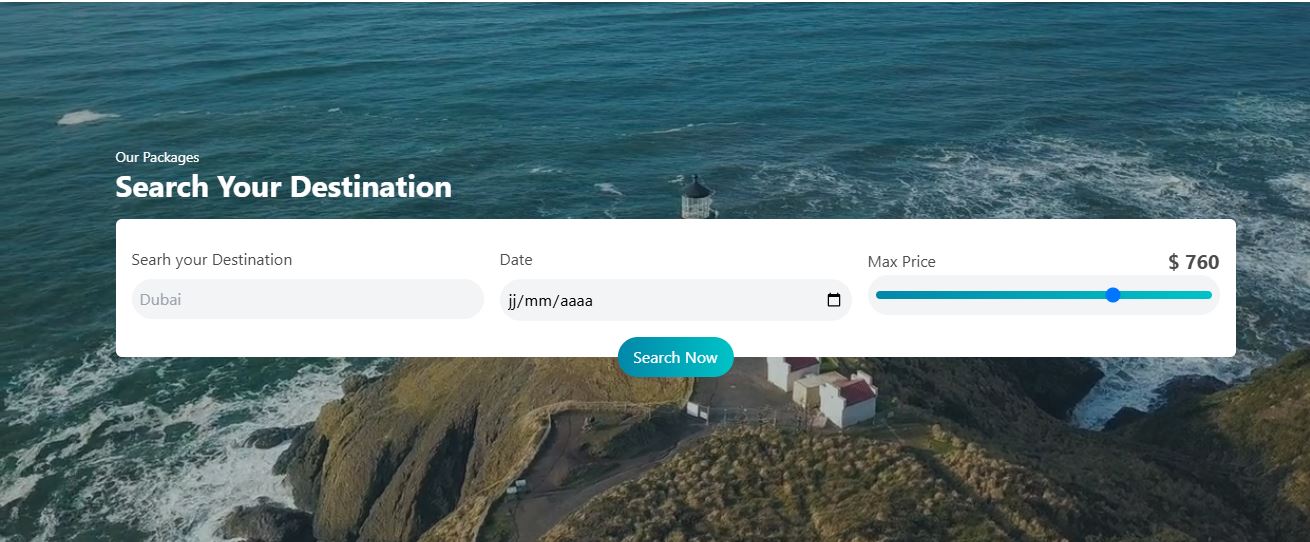 Our Packages
Search Your Destination
Searh your Destination
Date
Max Price
$ 760
Dubai
jj/mm/aaaa
Search Now